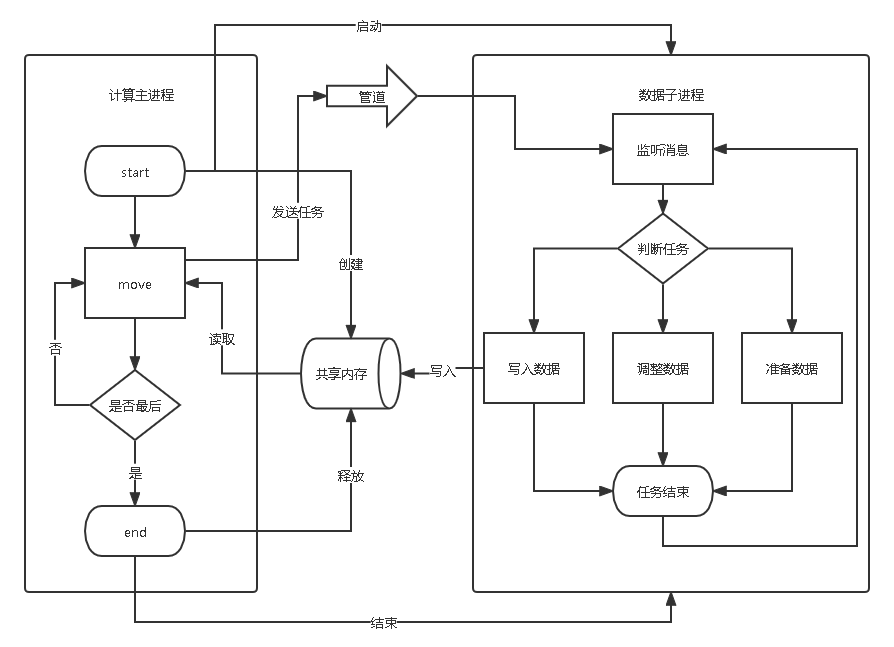 启动
计算主进程
管道
数据子进程
监听消息
start
发送任务
判断任务
创建
move
读取
否
共享内存
写入
写入数据
调整数据
准备数据
是否最后
是
释放
任务结束
end
结束